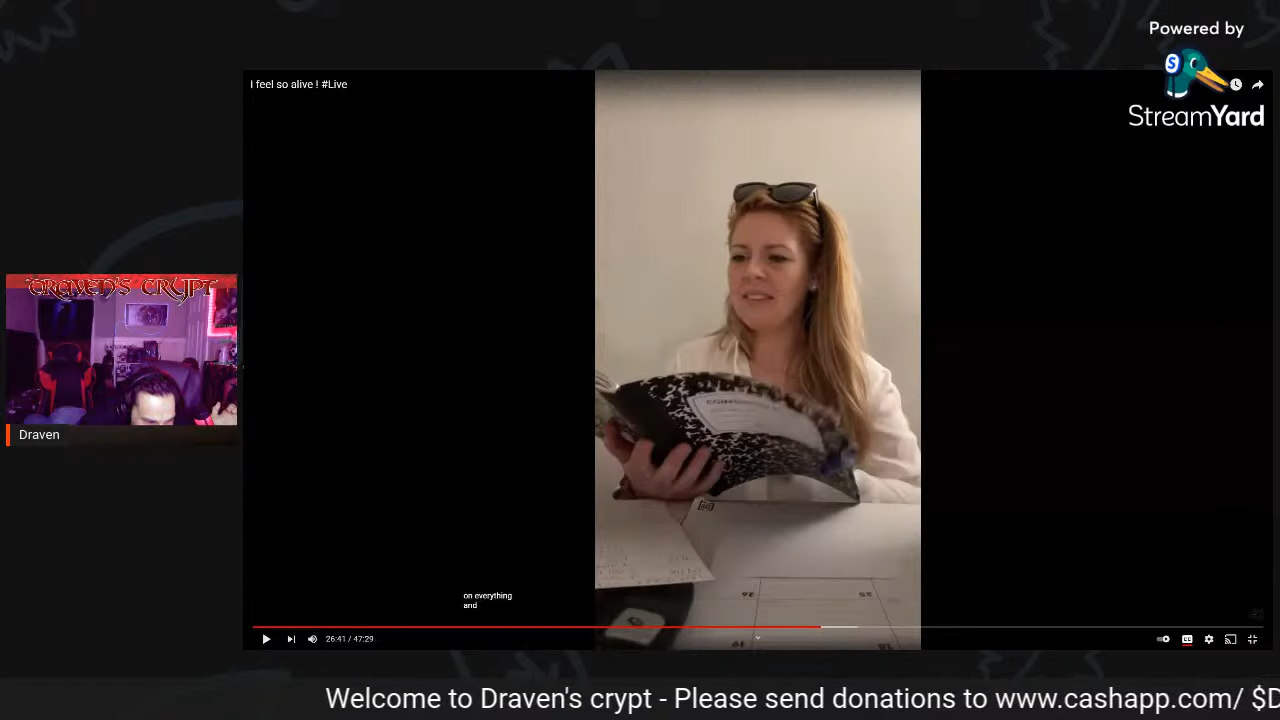 Powered by
I feel so alive ! #Live
StreamYard
DRAVEN'S CRYPT
Draven
on everything
and
26:41 / 47:29
Welcome to Draven's crypt - Please send donations to www.cashapp.com/ $D